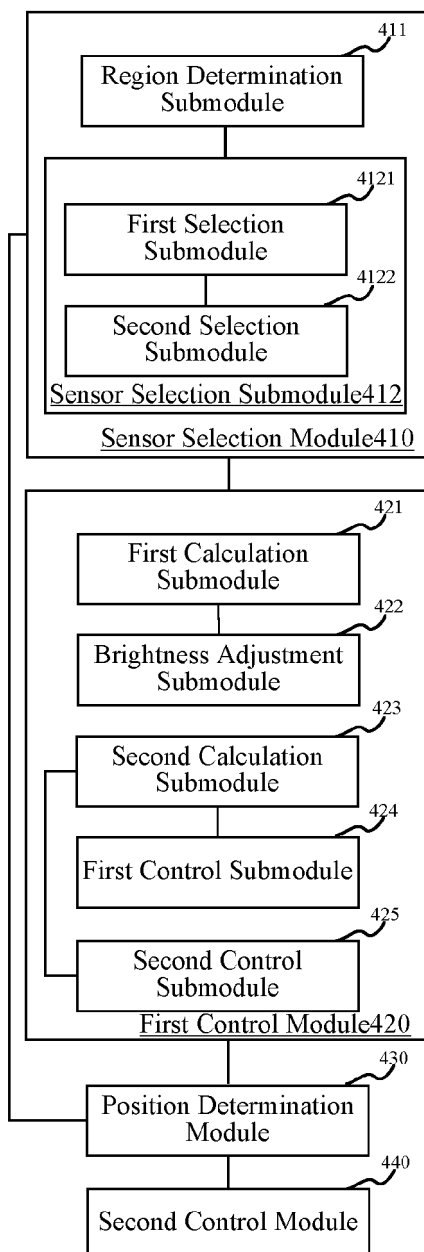 411
Region Determination
Submodule
4121
First Selection
Submodule
4122
Second Selection
Submodule
Sensor Selection Submodule412
Sensor Selection Module410
421
First Calculation
Submodule
422
Brightness Adjustment
Submodule
423
Second Calculation
Submodule
424
First Control Submodule
425
Second Control
Submodule
First Control Module420
430
Position Determination
Module
440
Second Control Module